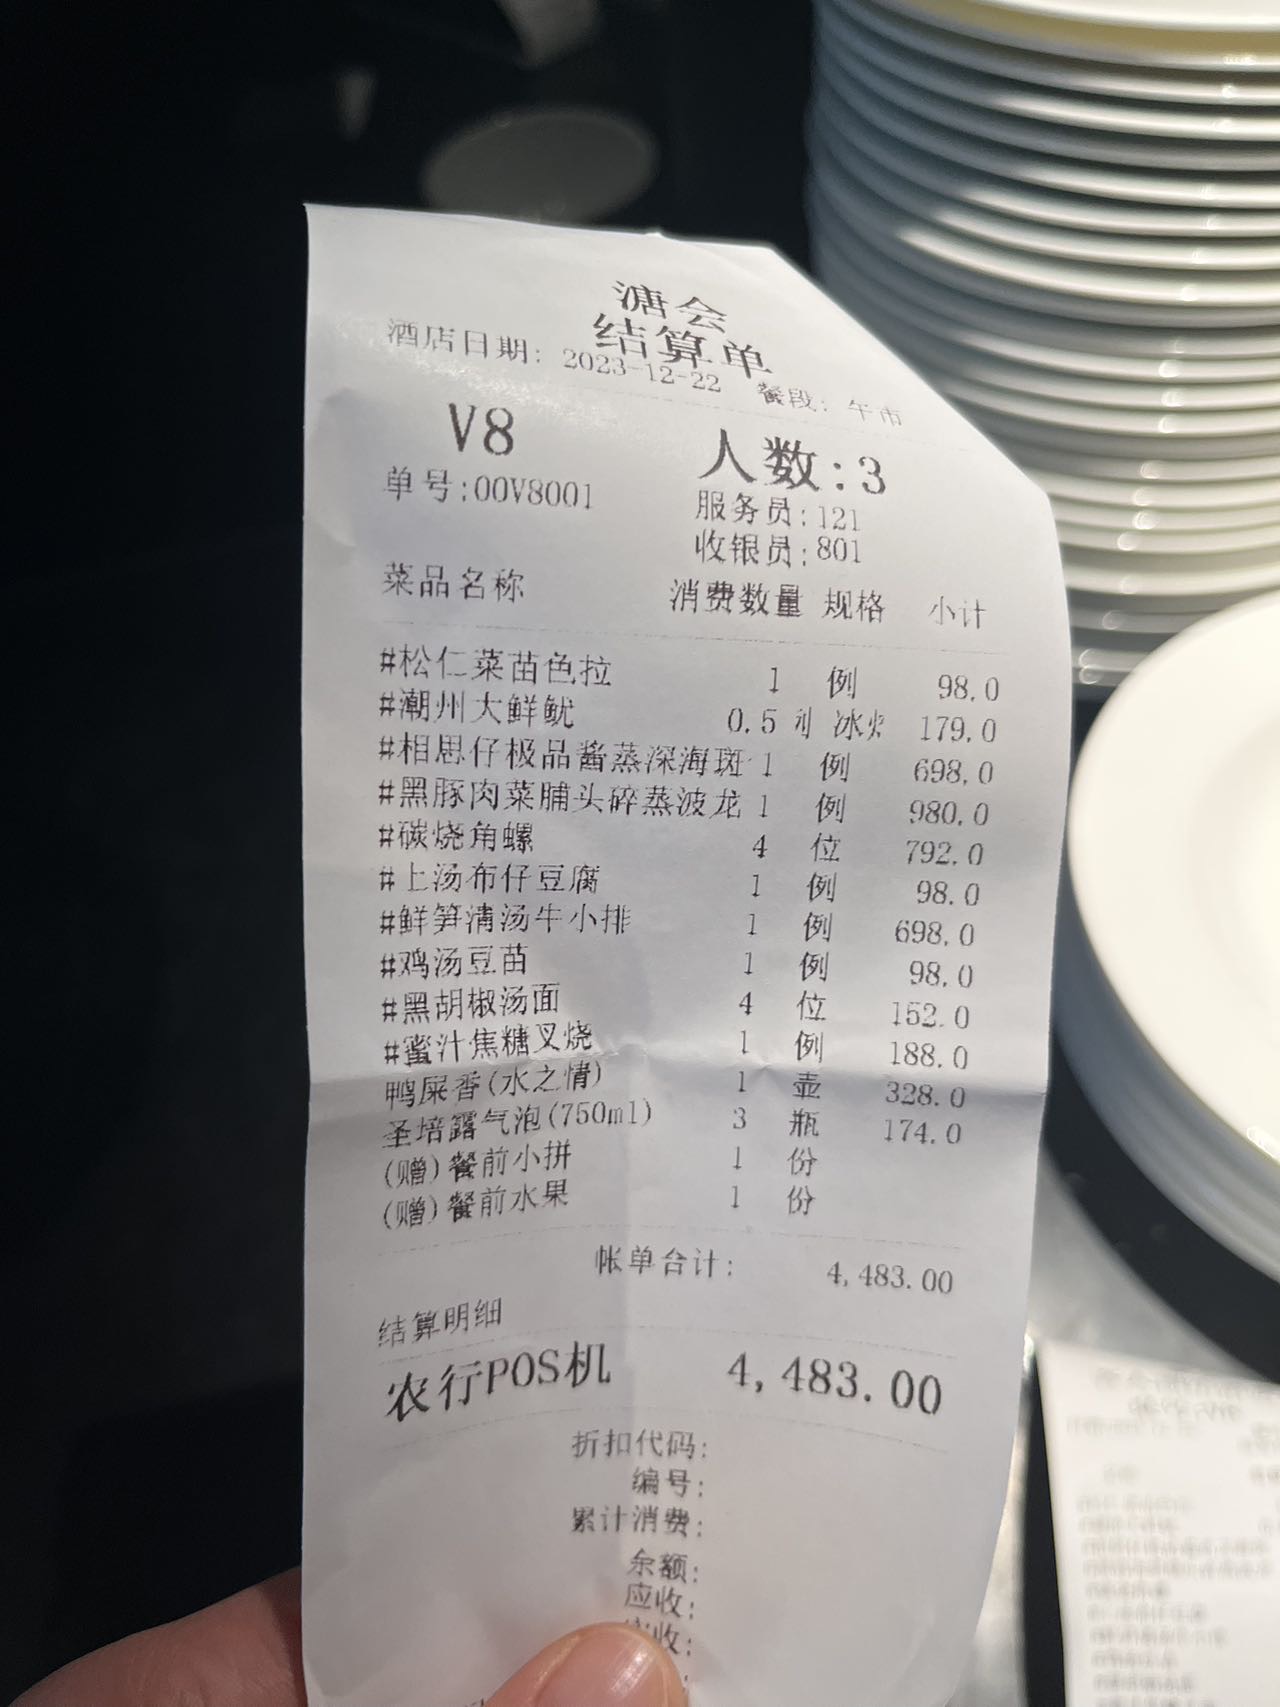 溏会
结算单
酒店日期: 2023-12-22 餐段: 午市
V8 人数:3
单号:00V8001 服务员:121
收银员:801
菜品名称 消费数量 规格 小计
#松仁菜苗色拉 1 例 98.0
#潮州大鲜鱿 0.5 冰 179.0
#相思仔极品酱蒸深海斑 1 例 698.0
#黑豚肉菜脯头碎蒸波龙 1 例 980.0
#碳烧角螺 4 位 792.0
#上汤布仔豆腐 1 例 98.0
#鲜笋清汤牛小排 1 例 698.0
#鸡汤豆苗 1 例 98.0
#黑胡椒汤面 4 位 152.0
#蜜汁焦糖叉烧 1 例 188.0
鸭屎香(水之情) 1 壶 328.0
圣培露气泡(750ml) 3 瓶 174.0
(赠)餐前小拼 1 份
(赠)餐前水果 1 份
帐单合计: 4,483.00
结算明细
农行POS机 4,483.00
折扣代码:
编号:
累计消费:
余额:
应收:
收: